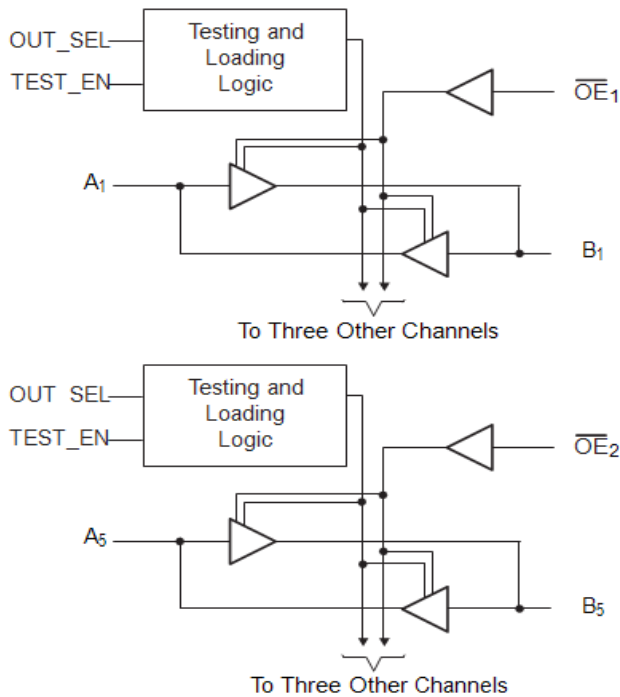 Testing and
Loading
Logic
OUT_SEL
TEST_EN
OE1
A1
B1
To Three Other Channels
Testing and
Loading
Logic
OUT SEL
TEST_EN
OE2
A5
B5
To Three Other Channels